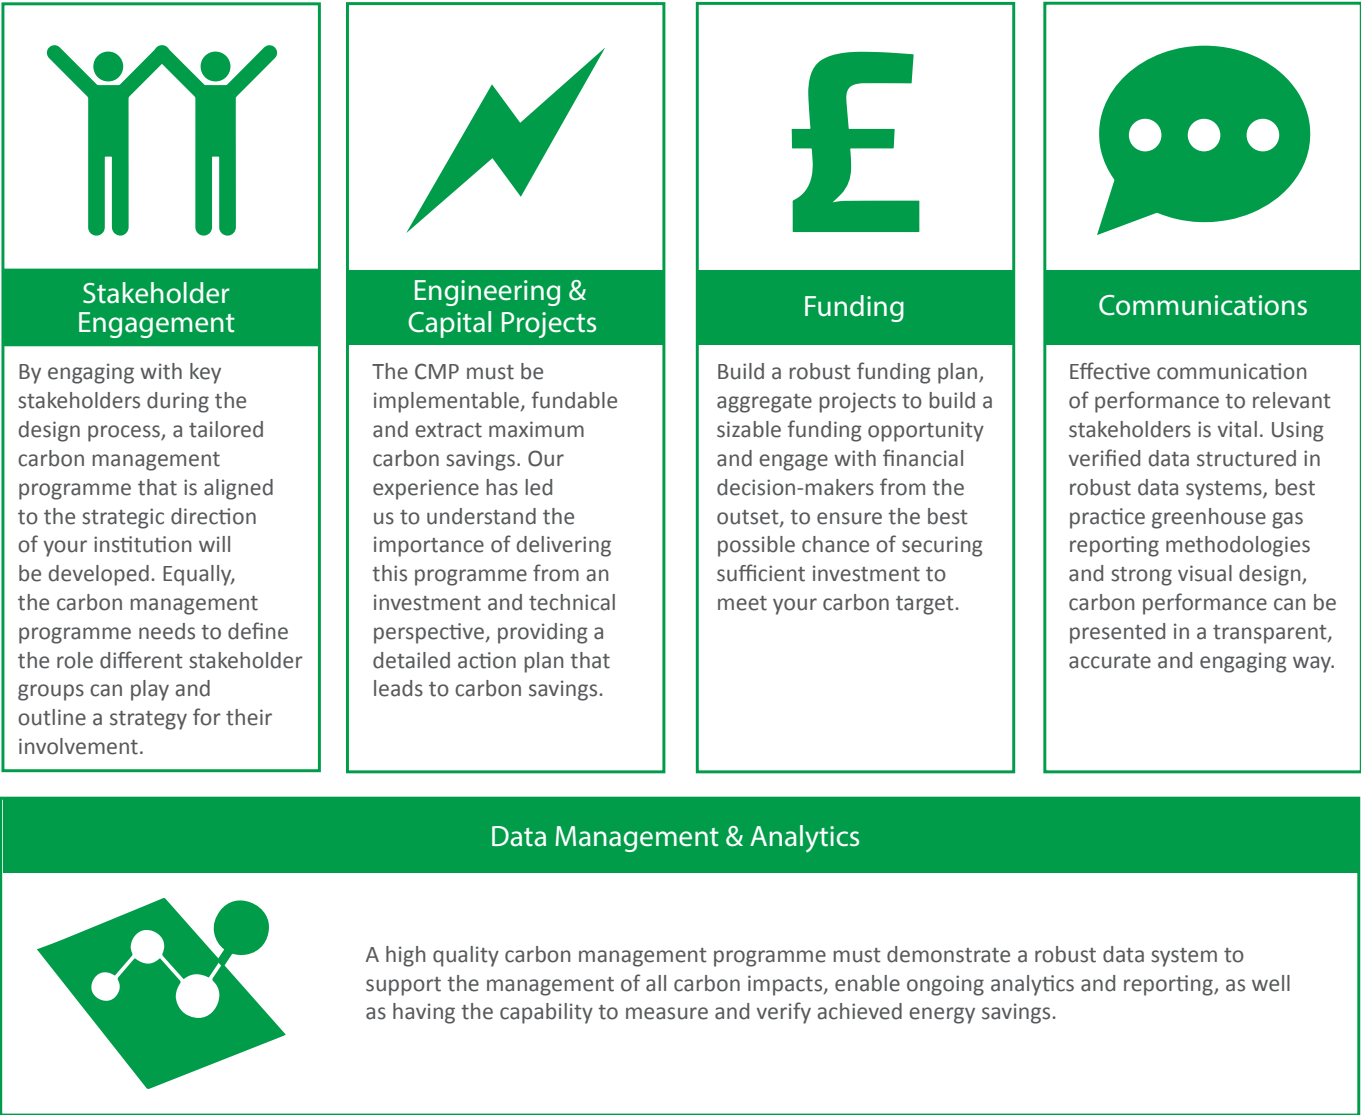 Stakeholder
Engagement
By engaging with key
stakeholders during the
design process, a tailored
carbon management
programme that is aligned
to the strategic direction
of your institution will
be developed. Equally,
the carbon management
programme needs to define
the role different stakeholder
groups can play and
outline a strategy for their
involvement.
Engineering &
Capital Projects
The CMP must be
implementable, fundable
and extract maximum
carbon savings. Our
experience has led
us to understand the
importance of delivering
this programme from an
investment and technical
perspective, providing a
detailed action plan that
leads to carbon savings.
£
Funding
Build a robust funding plan,
aggregate projects to build a
sizable funding opportunity
and engage with financial
decision-makers from the
outset, to ensure the best
possible chance of securing
sufficient investment to
meet your carbon target.
Communications
Effective communication
of performance to relevant
stakeholders is vital. Using
verified data structured in
robust data systems, best
practice greenhouse gas
reporting methodologies
and strong visual design,
carbon performance can be
presented in a transparent,
accurate and engaging way.
Data Management & Analytics
A high quality carbon management programme must demonstrate a robust data system to
support the management of all carbon impacts, enable ongoing analytics and reporting, as well
as having the capability to measure and verify achieved energy savings.